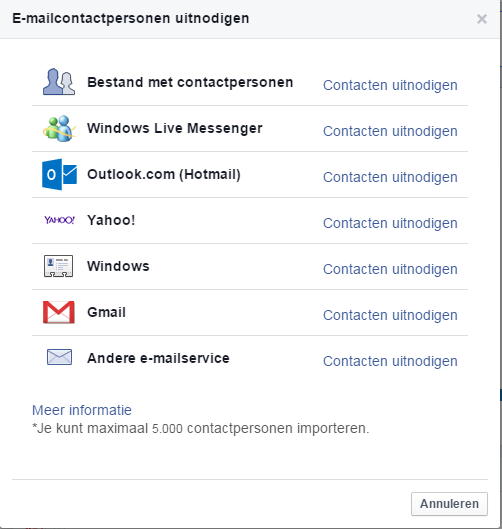 E-mailcontactpersonen uitnodigen ×
Bestand met contactpersonen Contacten uitnodigen
Windows Live Messenger Contacten uitnodigen
Outlook.com (Hotmail) Contacten uitnodigen
YAHOO! Yahoo! Contacten uitnodigen
Windows Contacten uitnodigen
Gmail Contacten uitnodigen
Andere e-mailservice Contacten uitnodigen
Meer informatie
*Je kunt maximaal 5.000 contactpersonen importeren.
Annuleren